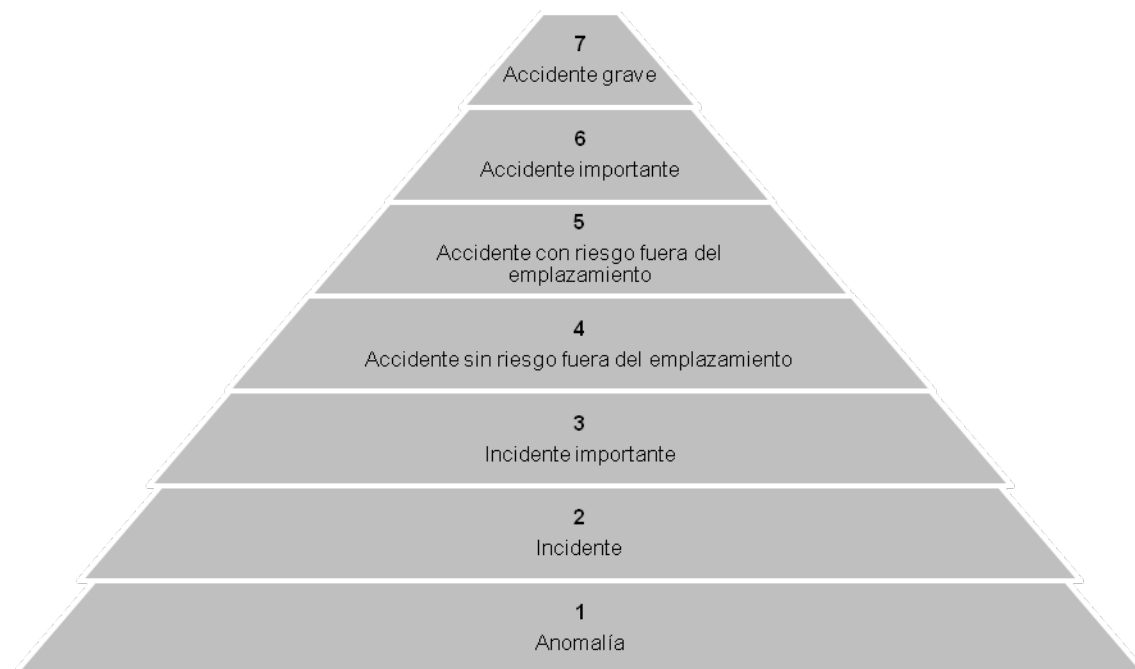 7
Accidente grave
6
Accidente importante
5
Accidente con riesgo fuera del
emplazamiento
4
Accidente sin riesgo fuera del emplazamiento
3
Incidente importante
2
Incidente
1
Anomalía